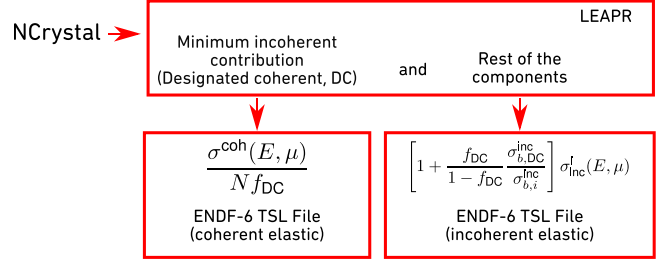 LEAPR
NCrystal
Minimum incoherent
contribution
(Designated coherent, DC)
and
Rest of the
components
σ^coh(E, μ) / N f_DC
[1 + f_DC / (1 − f_DC) σ^inc_b,DC / σ^inc_b,i] σ^i_inc(E, μ)
ENDF-6 TSL File
(coherent elastic)
ENDF-6 TSL File
(incoherent elastic)